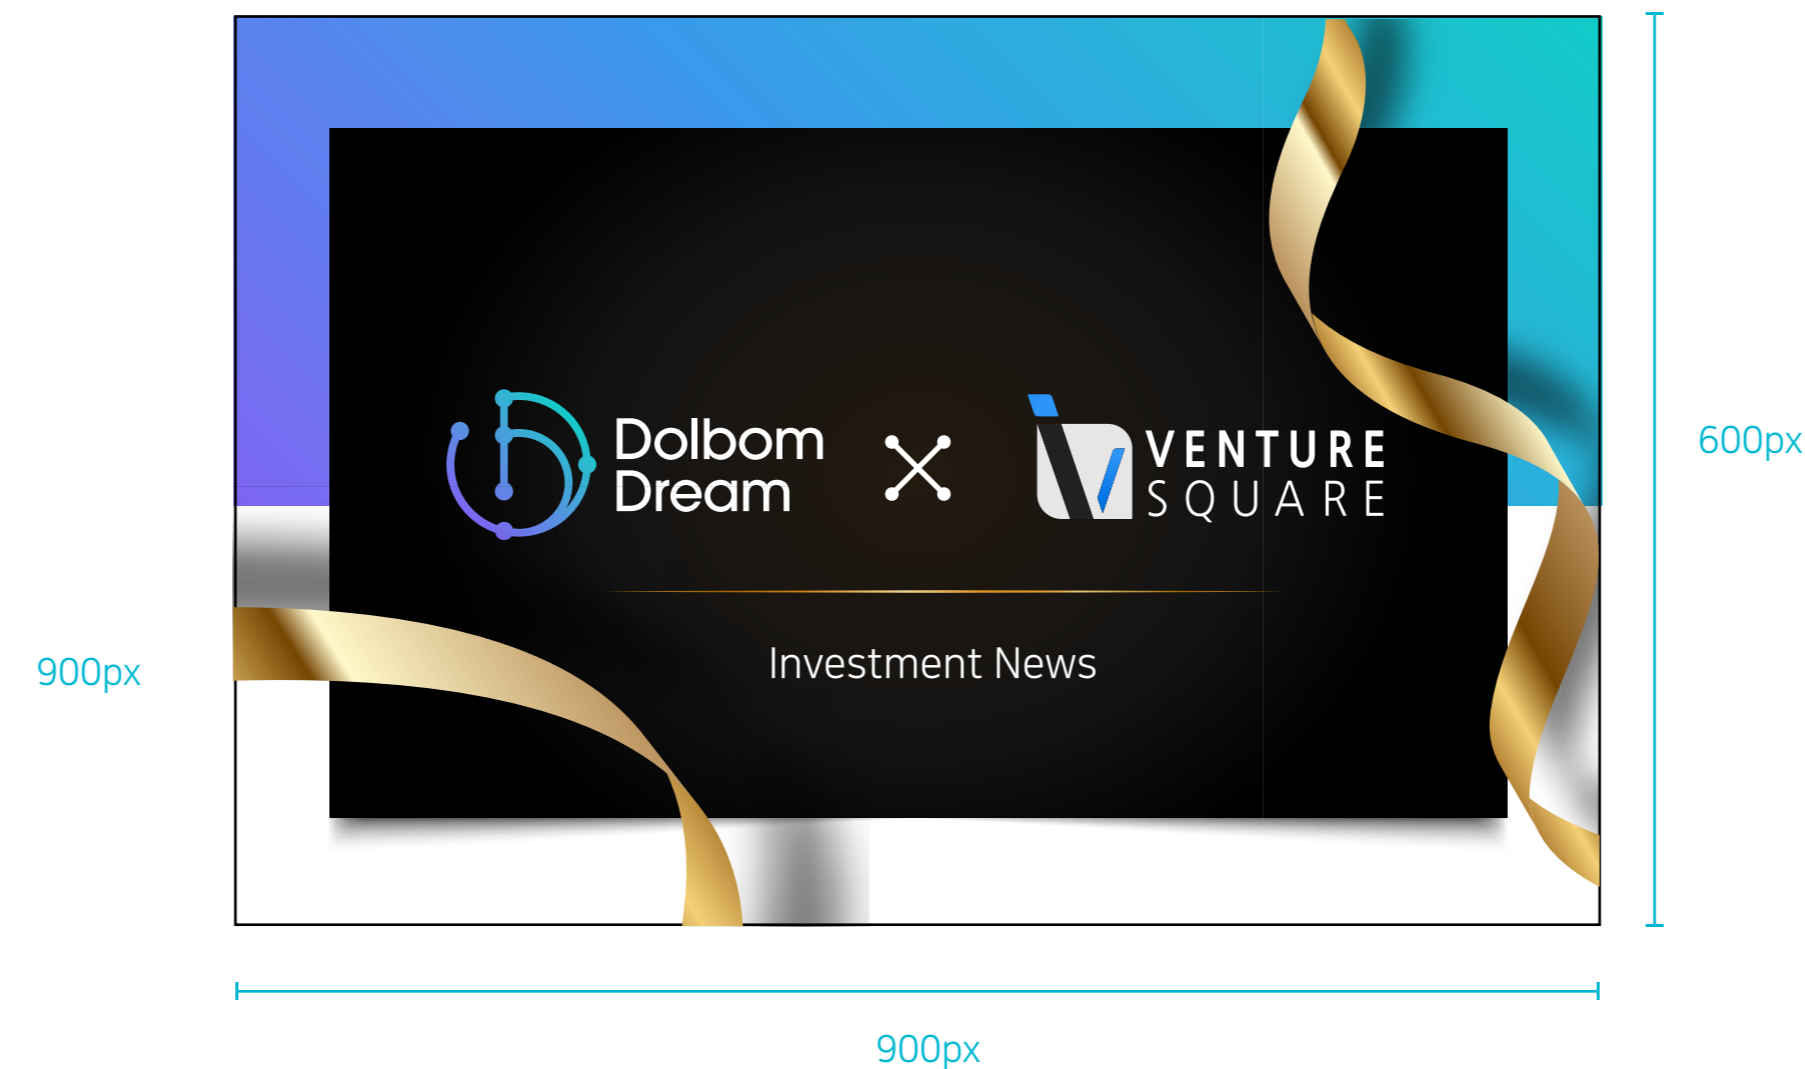 Dolbom
Dream
VENTURE
SQUARE
Investment News
600px
900px
900px